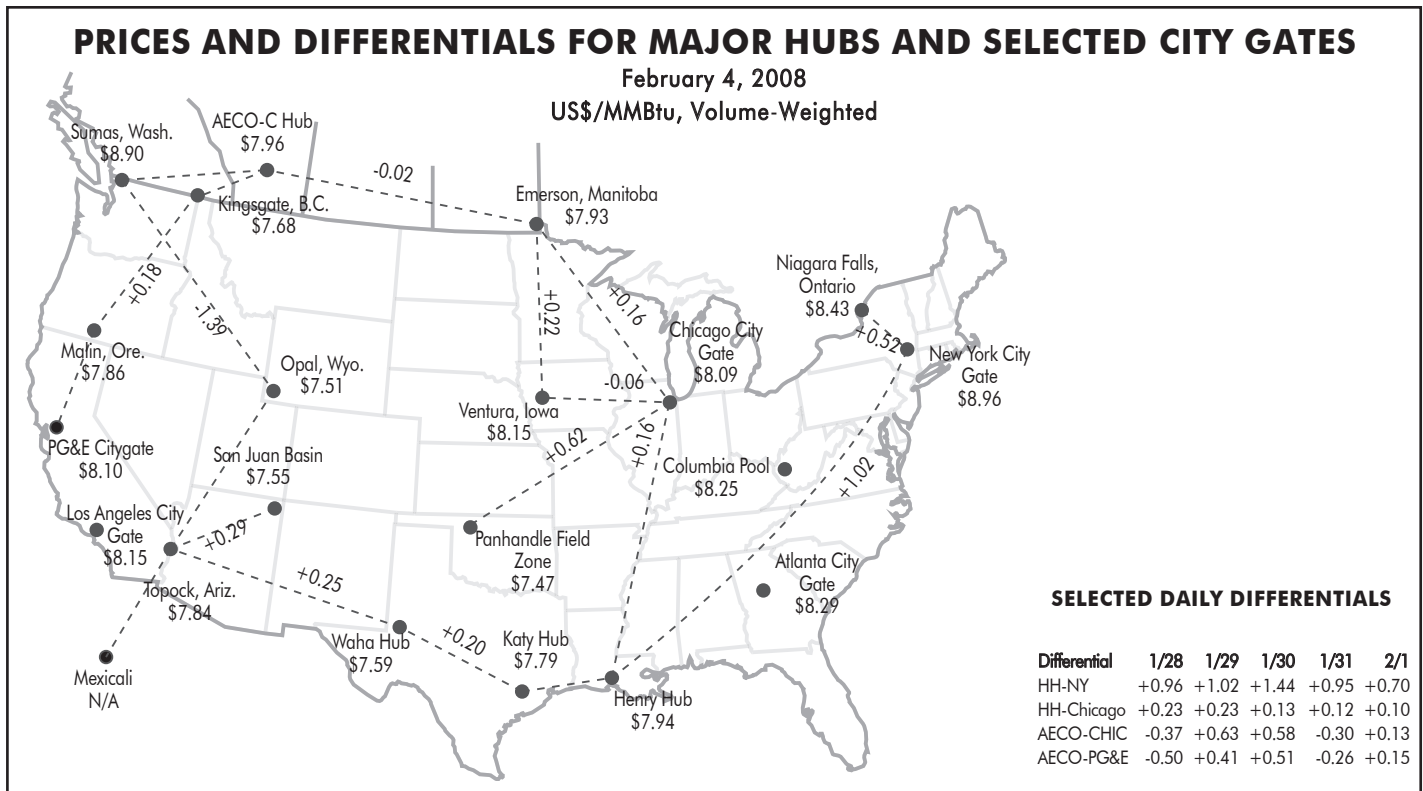 PRICES AND DIFFERENTIALS FOR MAJOR HUBS AND SELECTED CITY GATES
February 4, 2008
US$/MMBtu, Volume-Weighted
Sumas, Wash.
$8.90
AECO-C Hub
$7.96
-0.02
Emerson, Manitoba
$7.93
Kingsgate, B.C.
$7.68
+0.18
-1.39
Malin, Ore.
$7.86
Opal, Wyo.
$7.51
+0.22
+0.16
Niagara Falls,
Ontario
$8.43
+0.52
Chicago City
Gate
$8.09
New York City
Gate
$8.96
-0.06
Ventura, Iowa
$8.15
+0.62
+0.16
PG&E Citygate
$8.10
San Juan Basin
$7.55
Columbia Pool
$8.25
+1.02
Los Angeles City
Gate
$8.15
+0.29
Panhandle Field
Zone
$7.47
Atlanta City
Gate
$8.29
Topock, Ariz.
$7.84
+0.25
Waha Hub
$7.59
+0.20
Katy Hub
$7.79
Mexicali
N/A
Henry Hub
$7.94
SELECTED DAILY DIFFERENTIALS
Differential 1/28 1/29 1/30 1/31 2/1
HH-NY +0.96 +1.02 +1.44 +0.95 +0.70
HH-Chicago +0.23 +0.23 +0.13 +0.12 +0.10
AECO-CHIC -0.37 +0.63 +0.58 -0.30 +0.13
AECO-PG&E -0.50 +0.41 +0.51 -0.26 +0.15